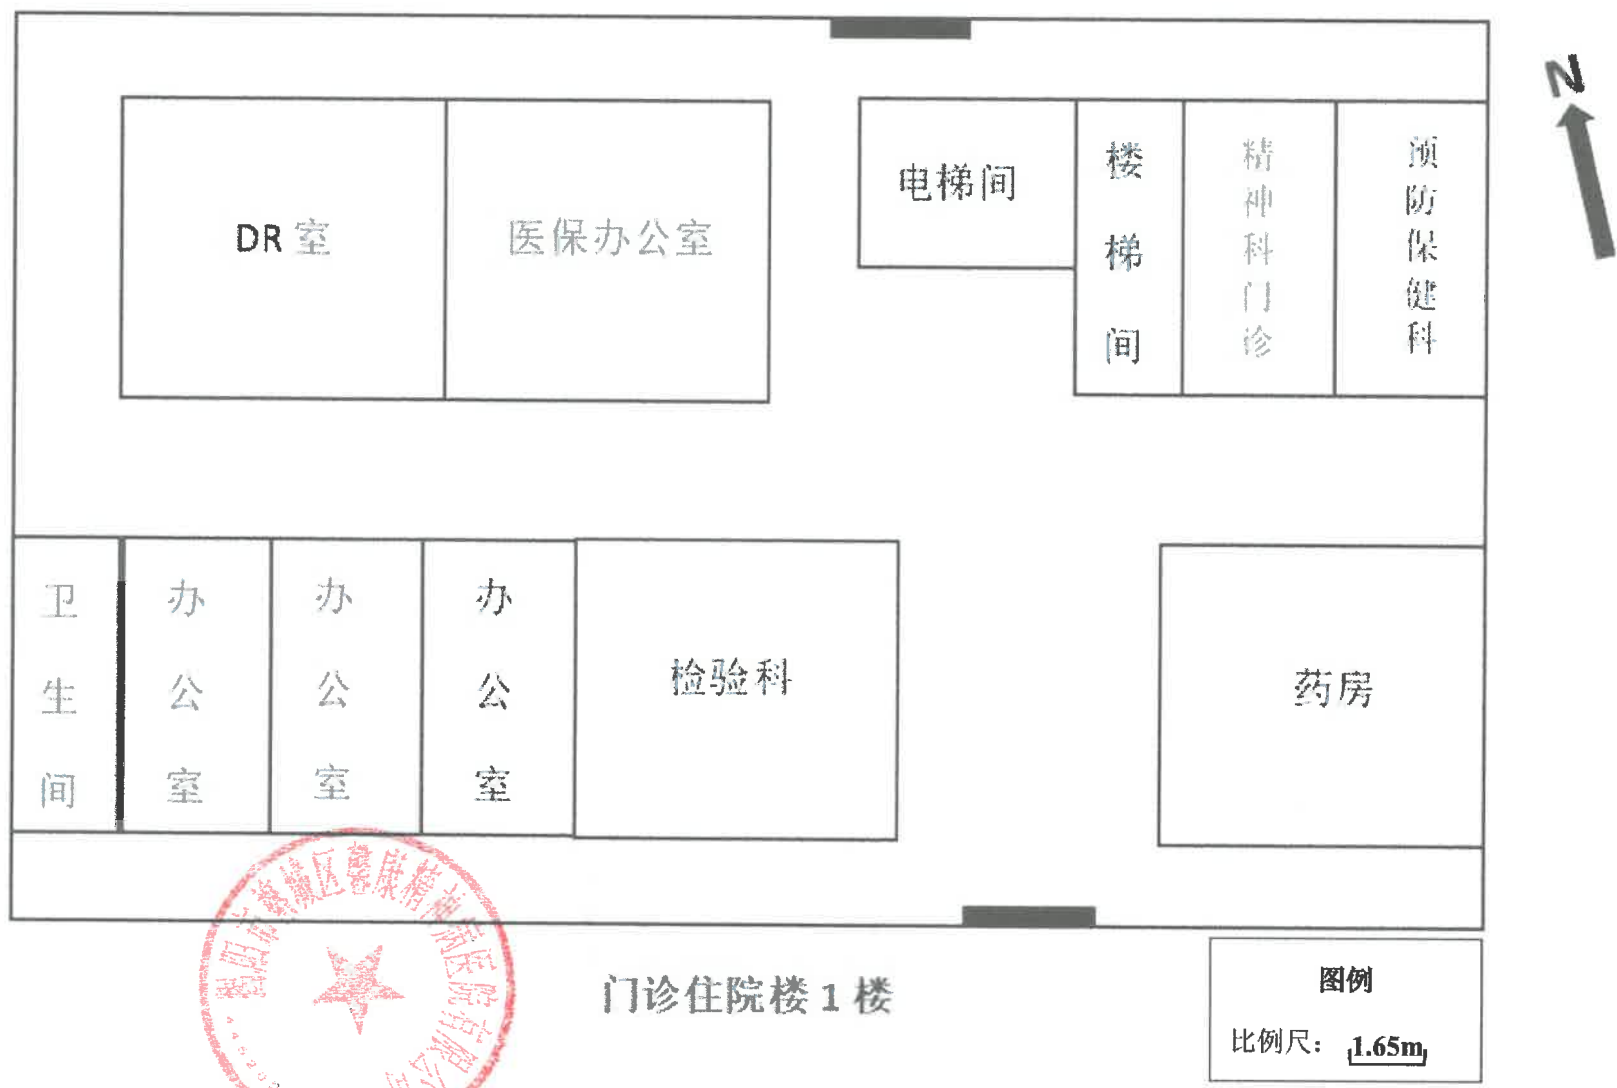 N
DR 室
医保办公室
电梯间
楼梯间
精神科门诊
预防保健科
卫生间
办公室
办公室
办公室
检验科
药房
门诊住院楼 1 楼
图例
比例尺： 1.65m